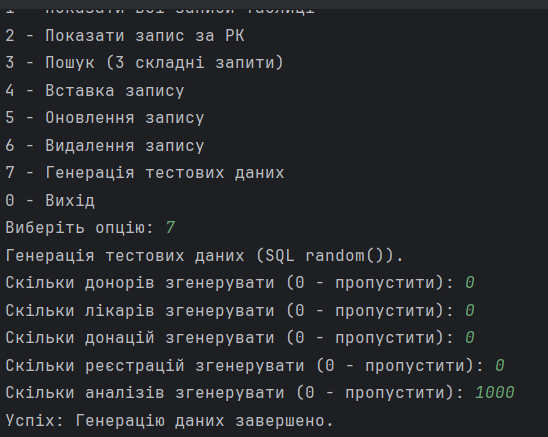 1 - Показати всі записи таблиці
2 - Показати запис за PK
3 - Пошук (3 складні запити)
4 - Вставка запису
5 - Оновлення запису
6 - Видалення запису
7 - Генерація тестових даних
0 - Вихід
Виберіть опцію: 7
Генерація тестових даних (SQL random()).
Скільки донорів згенерувати (0 - пропустити): 0
Скільки лікарів згенерувати (0 - пропустити): 0
Скільки донацій згенерувати (0 - пропустити): 0
Скільки реєстрацій згенерувати (0 - пропустити): 0
Скільки аналізів згенерувати (0 - пропустити): 1000
Успіх: Генерацію даних завершено.